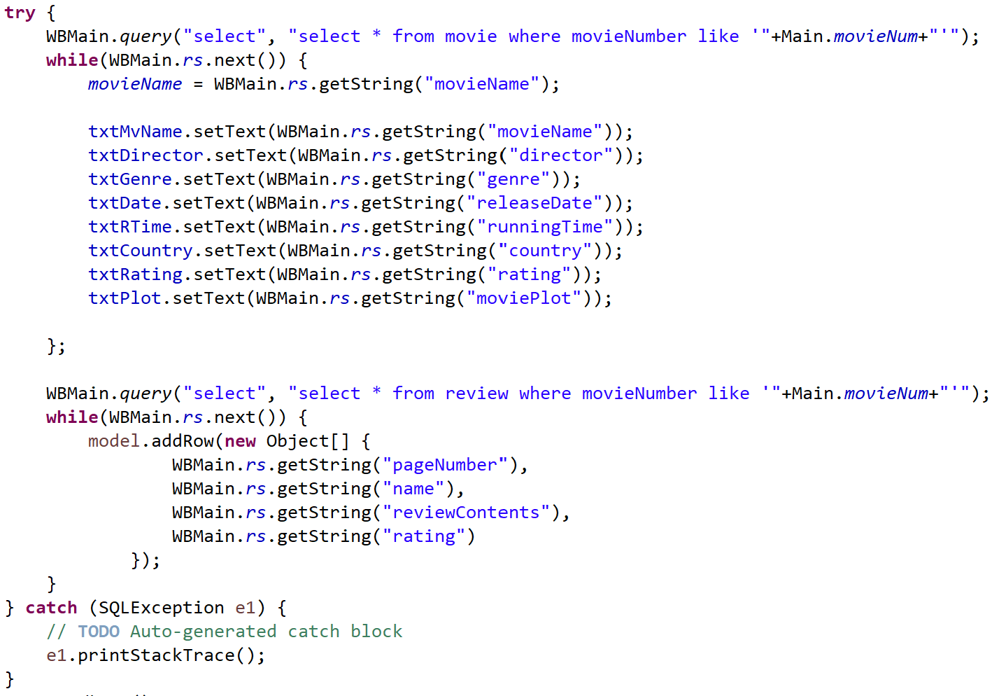 try {
    WBMain.query("select", "select * from movie where movieNumber like '"+Main.movieNum+"'");
    while(WBMain.rs.next()) {
        movieName = WBMain.rs.getString("movieName");

        txtMvName.setText(WBMain.rs.getString("movieName"));
        txtDirector.setText(WBMain.rs.getString("director"));
        txtGenre.setText(WBMain.rs.getString("genre"));
        txtDate.setText(WBMain.rs.getString("releaseDate"));
        txtRTime.setText(WBMain.rs.getString("runningTime"));
        txtCountry.setText(WBMain.rs.getString("country"));
        txtRating.setText(WBMain.rs.getString("rating"));
        txtPlot.setText(WBMain.rs.getString("moviePlot"));

    };

    WBMain.query("select", "select * from review where movieNumber like '"+Main.movieNum+"'");
    while(WBMain.rs.next()) {
        model.addRow(new Object[] {
                WBMain.rs.getString("pageNumber"),
                WBMain.rs.getString("name"),
                WBMain.rs.getString("reviewContents"),
                WBMain.rs.getString("rating")
            });
    }
} catch (SQLException e1) {
    // TODO Auto-generated catch block
    e1.printStackTrace();
}